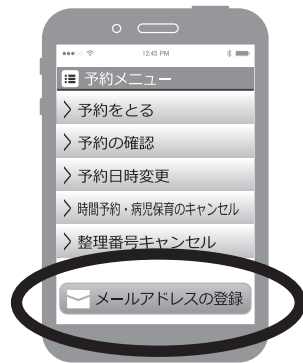 12:45 PM
予約メニュー
予約をとる
予約の確認
予約日時変更
時間予約・病児保育のキャンセル
整理番号キャンセル
メールアドレスの登録